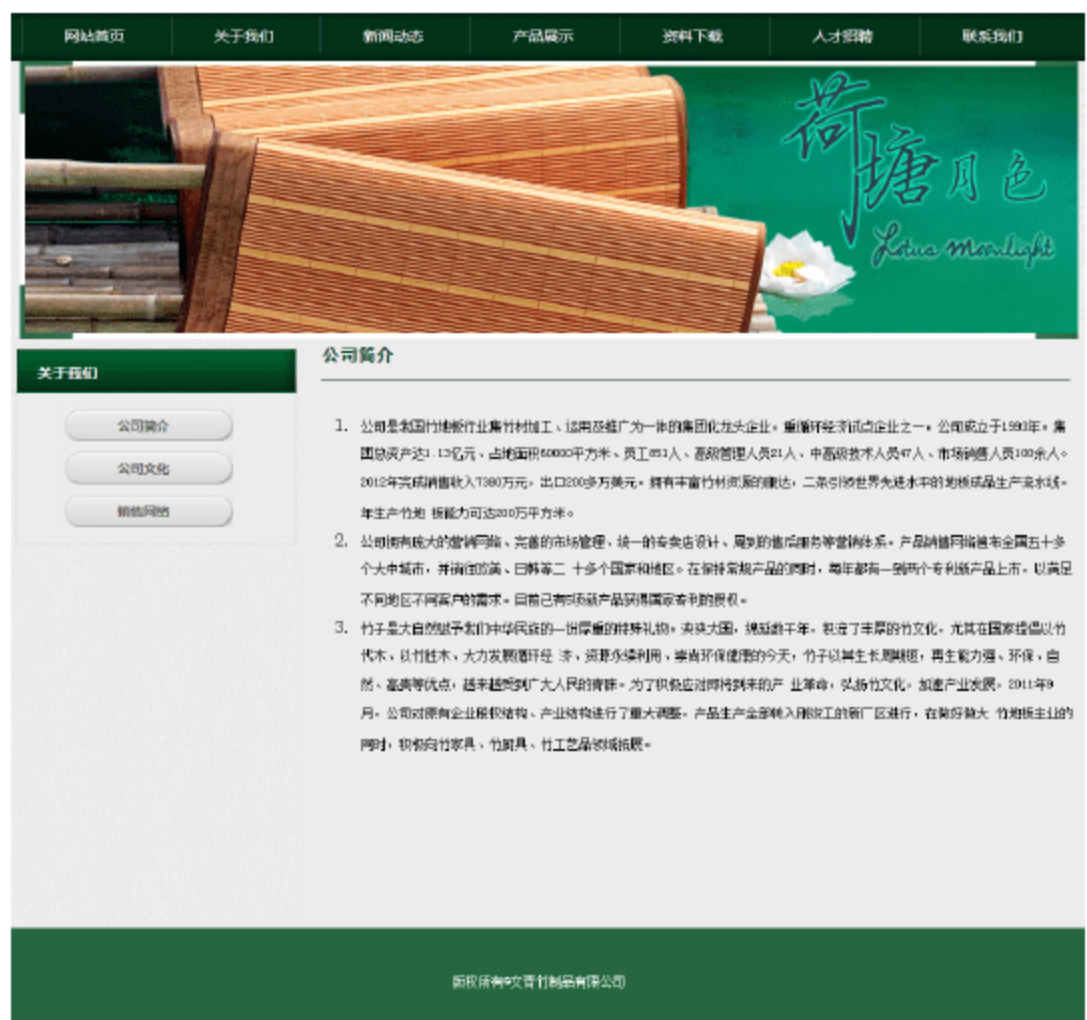 网站首页 关于我们 新闻动态 产品展示 资料下载 人才招聘 联系我们
荷塘月色
Lotus Moonlight
关于我们
公司简介
公司文化
销售网络
公司简介
1. 公司是我国竹地板行业集竹材加工、运用及推广为一体的集团化龙头企业。重循环经济试点企业之一。公司成立于1993年。集
团总资产达1.13亿元、占地面积60000平方米、员工851人、高级管理人员21人、中高级技术人员47人、市场销售人员100余人。
2012年完成销售收入7380万元。出口200多万美元。拥有丰富竹材资源的康达，二条引领世界先进水平的地板成品生产流水线。
年生产竹地 板能力可达200万平方米。
2. 公司拥有庞大的营销网络、完善的市场管理、统一的专卖店设计、周到的售后服务等营销体系。产品销售网络遍布全国五十多
个大中城市，并销往欧美、日韩等二 十多个国家和地区。在保持常规产品的同时，每年都有一到两个专利新产品上市。以满足
不同地区不同客户的需求。目前已有5项新产品获得国家专利的授权。
3. 竹子是大自然赋予我们中华民族的一份厚重的特殊礼物。泱泱大国，绵延数千年。积淀了丰厚的竹文化。尤其在国家提倡以竹
代木、以竹胜木、大力发展循环经 济、资源永续利用、崇尚环保健康的今天，竹子以其生长周期短，再生能力强、环保、自
然、高贵等优点，越来越受到广大人民的青睐。为了积极应对即将到来的产 业革命，弘扬竹文化。加速产业发展。2011年9
月。公司对原有企业股权结构、产业结构进行了重大调整。产品生产全部转入刚竣工的新厂区进行，在做好做大 竹地板主业的
同时，积极向竹家具、竹厨具、竹工艺品领域拓展。
版权所有©文青竹制品有限公司